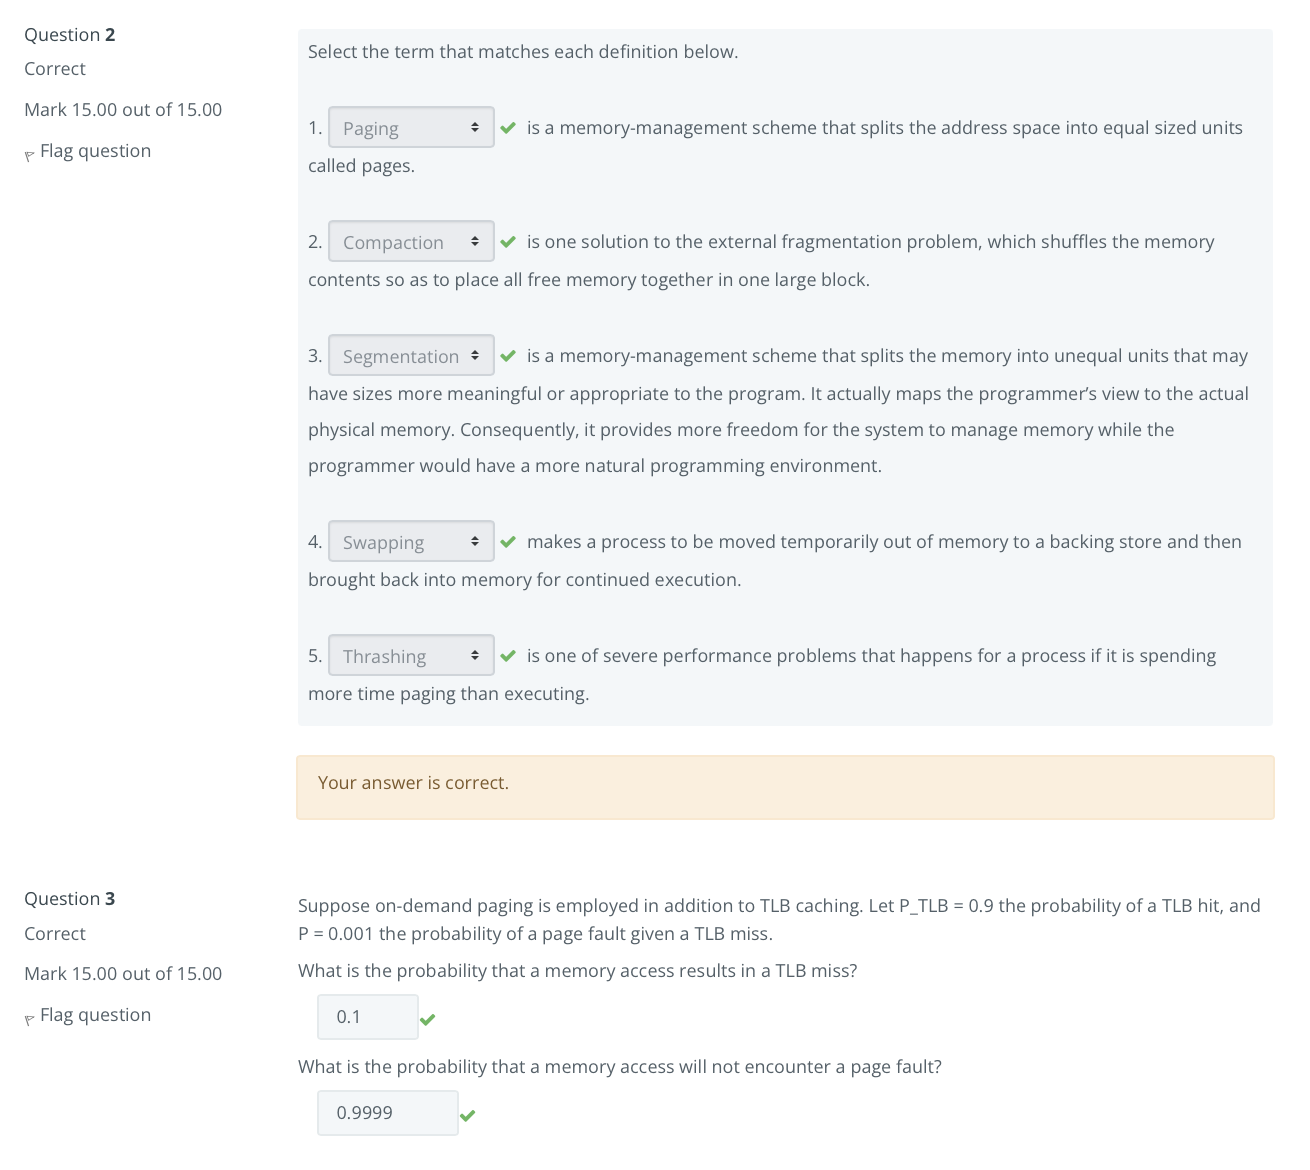 Question 2
Correct
Mark 15.00 out of 15.00
Flag question
Select the term that matches each definition below.
1. Paging is a memory-management scheme that splits the address space into equal sized units
called pages.
2. Compaction is one solution to the external fragmentation problem, which shuffles the memory
contents so as to place all free memory together in one large block.
3. Segmentation is a memory-management scheme that splits the memory into unequal units that may
have sizes more meaningful or appropriate to the program. It actually maps the programmer’s view to the actual
physical memory. Consequently, it provides more freedom for the system to manage memory while the
programmer would have a more natural programming environment.
4. Swapping makes a process to be moved temporarily out of memory to a backing store and then
brought back into memory for continued execution.
5. Thrashing is one of severe performance problems that happens for a process if it is spending
more time paging than executing.
Your answer is correct.
Question 3
Correct
Mark 15.00 out of 15.00
Flag question
Suppose on-demand paging is employed in addition to TLB caching. Let P_TLB = 0.9 the probability of a TLB hit, and
P = 0.001 the probability of a page fault given a TLB miss.
What is the probability that a memory access results in a TLB miss?
0.1
What is the probability that a memory access will not encounter a page fault?
0.9999